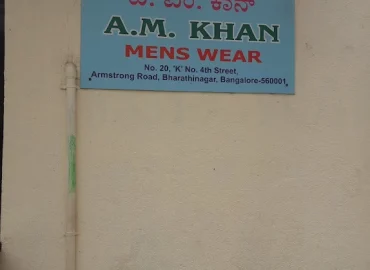 ಎ. ಎಂ. ಖಾನ್
A.M. KHAN
MENS WEAR
No. 20, 'K' No. 4th Street,
Armstrong Road, Bharathinagar, Bangalore-560001